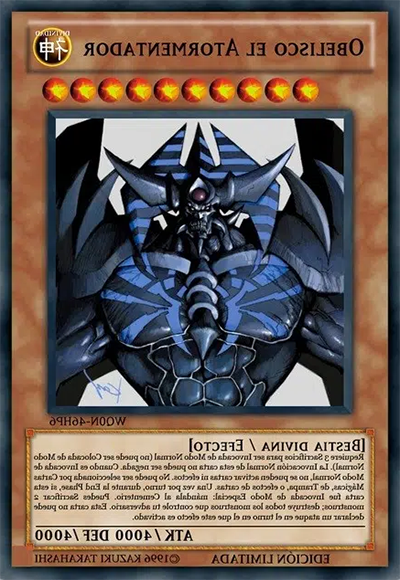 DIVINIDAD
OBELISCO EL ATORMENTADOR
神
[BESTIA DIVINA / EFECTO]
Requiere 3 Sacrificios para ser Invocada de Modo Normal (no puede ser Colocada de Modo
Normal). La Invocación Normal de esta carta no puede ser negada. Cuando es Invocada de
Modo Normal, no se pueden activar cartas ni efectos. No puede ser seleccionada por Cartas
Mágicas, de Trampa, o efectos de cartas. Una vez por turno, durante la End Phase, si esta
carta fue Invocada de Modo Especial: mándala al Cementerio. Puedes Sacrificar 2
monstruos; destruye todos los monstruos que controle tu adversario. Esta carta no puede
declarar un ataque en el turno en el que este efecto es activado.
ATK/4000 DEF/4000
EDICIÓN LIMITADA
©1996 KAZUKI TAKAHASHI